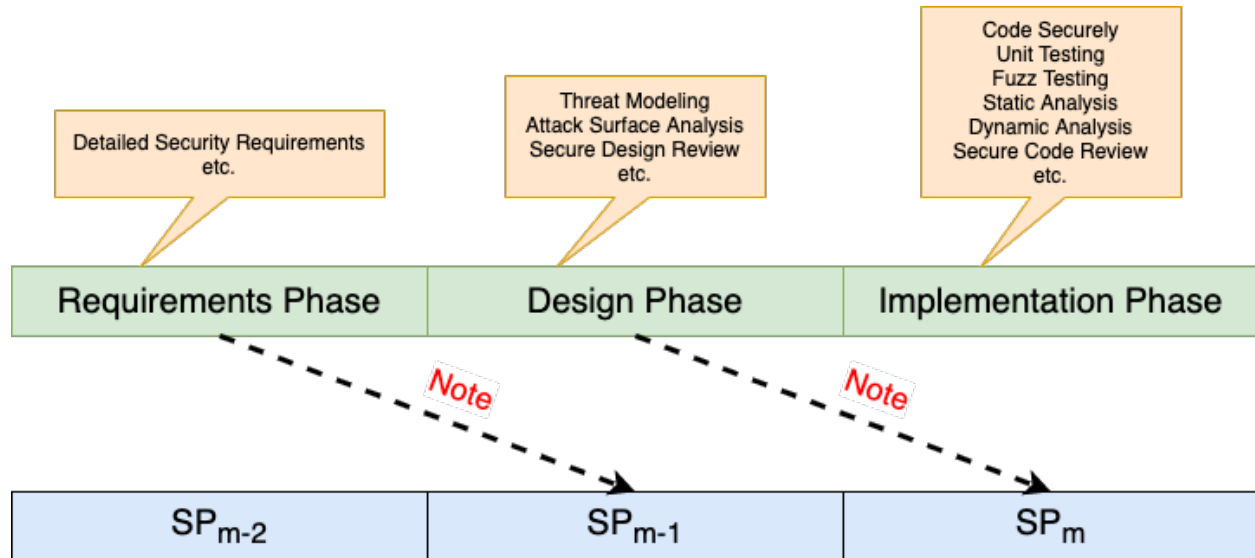 Detailed Security Requirements
etc.
Threat Modeling
Attack Surface Analysis
Secure Design Review
etc.
Code Securely
Unit Testing
Fuzz Testing
Static Analysis
Dynamic Analysis
Secure Code Review
etc.
Requirements Phase
Design Phase
Implementation Phase
Note
Note
SPm-2
SPm-1
SPm